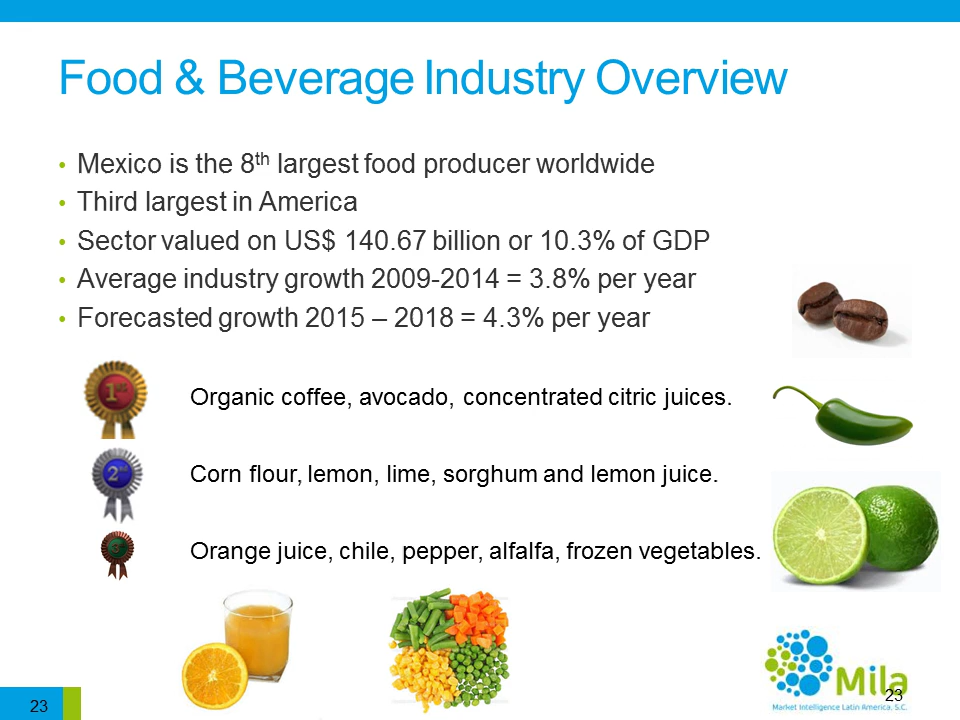 Food & Beverage Industry Overview
• Mexico is the 8th largest food producer worldwide
• Third largest in America
• Sector valued on US$ 140.67 billion or 10.3% of GDP
• Average industry growth 2009-2014 = 3.8% per year
• Forecasted growth 2015 – 2018 = 4.3% per year
1st
Organic coffee, avocado, concentrated citric juices.
2nd
Corn flour, lemon, lime, sorghum and lemon juice.
Orange juice, chile, pepper, alfalfa, frozen vegetables.
Mila
23
Market Intelligence Latin America, S.C.
23